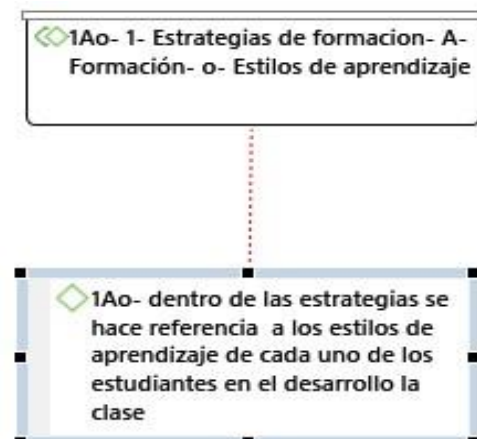 1Ao- 1- Estrategias de formacion- A-
Formación- o- Estilos de aprendizaje
1Ao- dentro de las estrategias se
hace referencia a los estilos de
aprendizaje de cada uno de los
estudiantes en el desarrollo la
clase